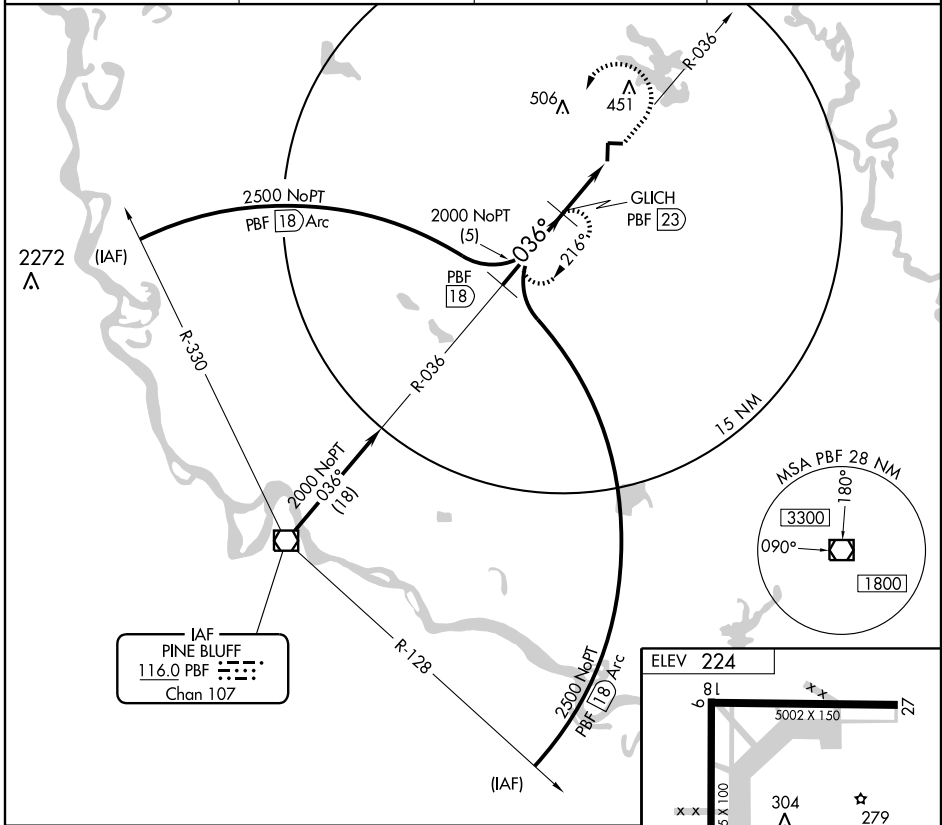 R-036
506
451
2500 NoPT
PBF 18 Arc
2000 NoPT
(5)
GLICH
PBF 23
036°
216°
2272
(IAF)
PBF
18
R-330
R-036
15 NM
2000 NoPT
036°
(18)
MSA PBF 28 NM
180°
3300
090°
1800
IAF
PINE BLUFF
116.0 PBF
Chan 107
R-128
2500 NoPT
PBF 18 Arc
(IAF)
ELEV 224
9
18
27
5002 X 150
5 X 100
304
279